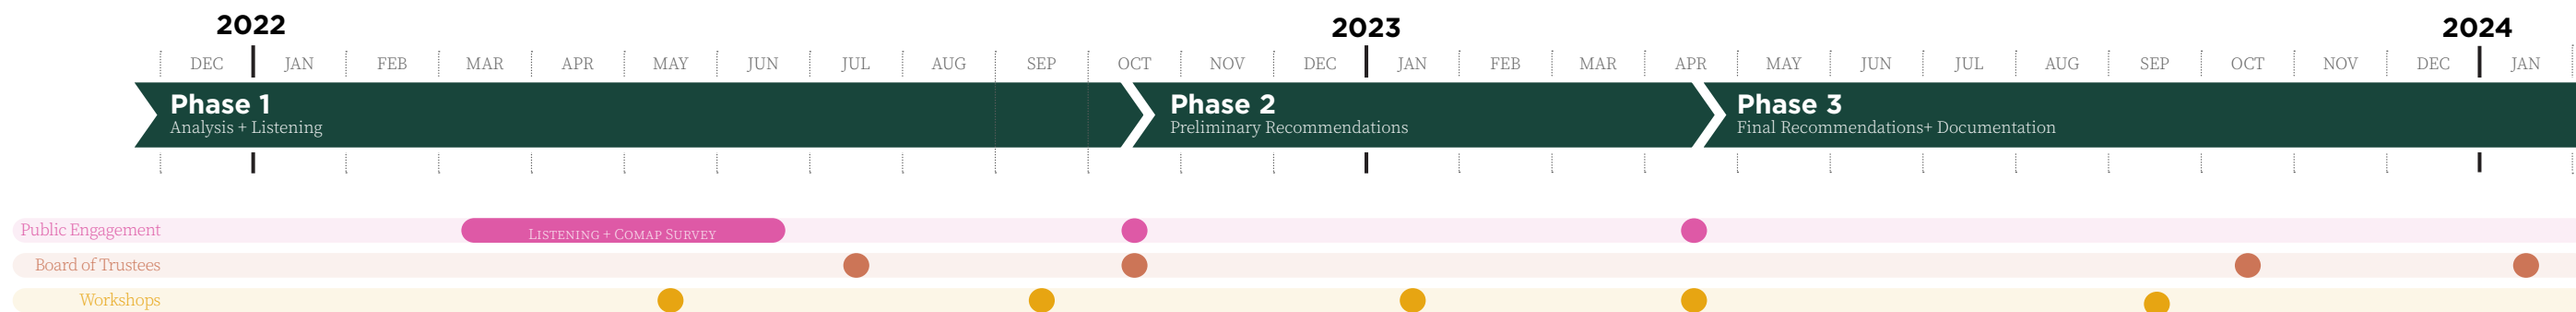 2022 2023 2024
DEC JAN FEB MAR APR MAY JUN JUL AUG SEP OCT NOV DEC JAN FEB MAR APR MAY JUN JUL AUG SEP OCT NOV DEC JAN
Phase 1 Phase 2 Phase 3
Analysis + Listening Preliminary Recommendations Final Recommendations+ Documentation
Public Engagement Listening + Comap Survey
Board of Trustees
Workshops